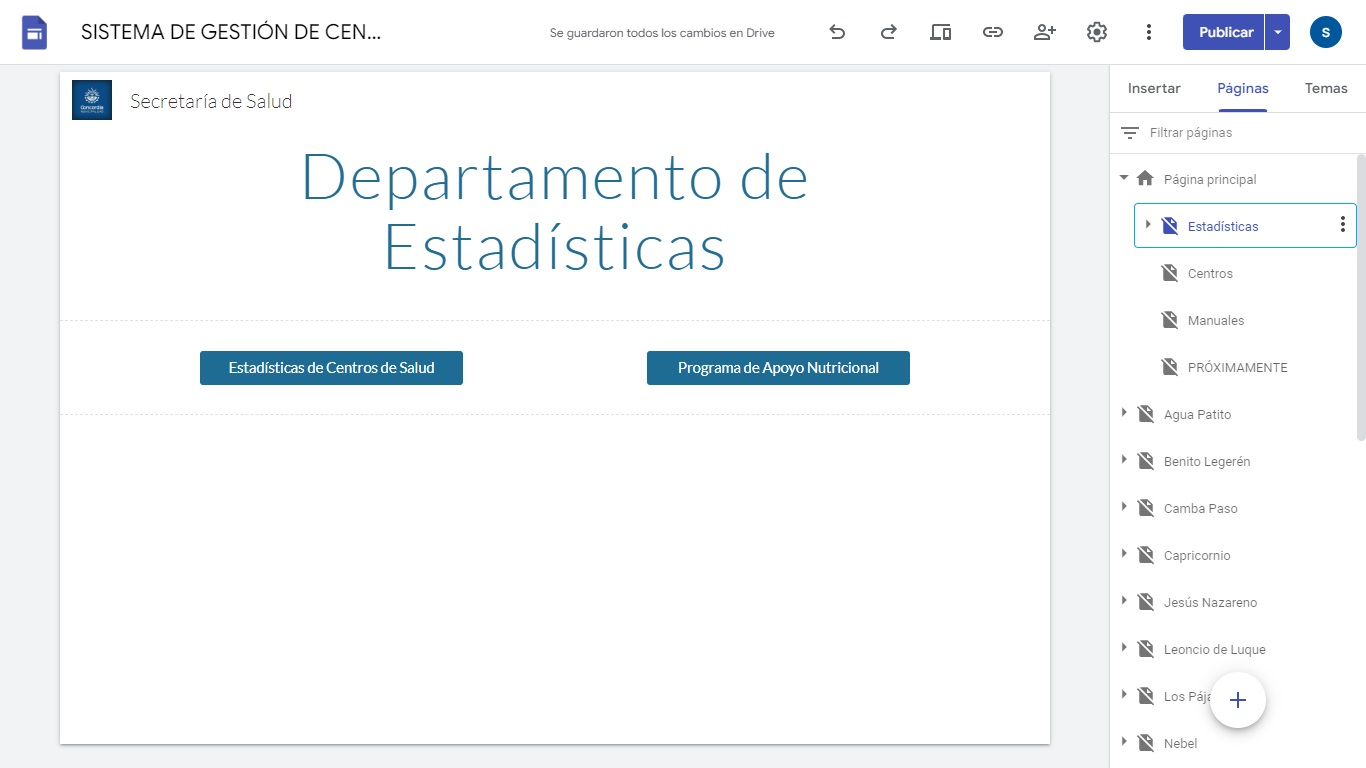 SISTEMA DE GESTIÓN DE CEN...
Se guardaron todos los cambios en Drive
Publicar
S
Insertar
Páginas
Temas
Filtrar páginas
Concordia
Secretaría de Salud
Departamento de
Estadísticas
Estadísticas de Centros de Salud
Programa de Apoyo Nutricional
Página principal
Estadísticas
Centros
Manuales
PRÓXIMAMENTE
Agua Patito
Benito Legerén
Camba Paso
Capricornio
Jesús Nazareno
Leoncio de Luque
Los Pája
Nebel